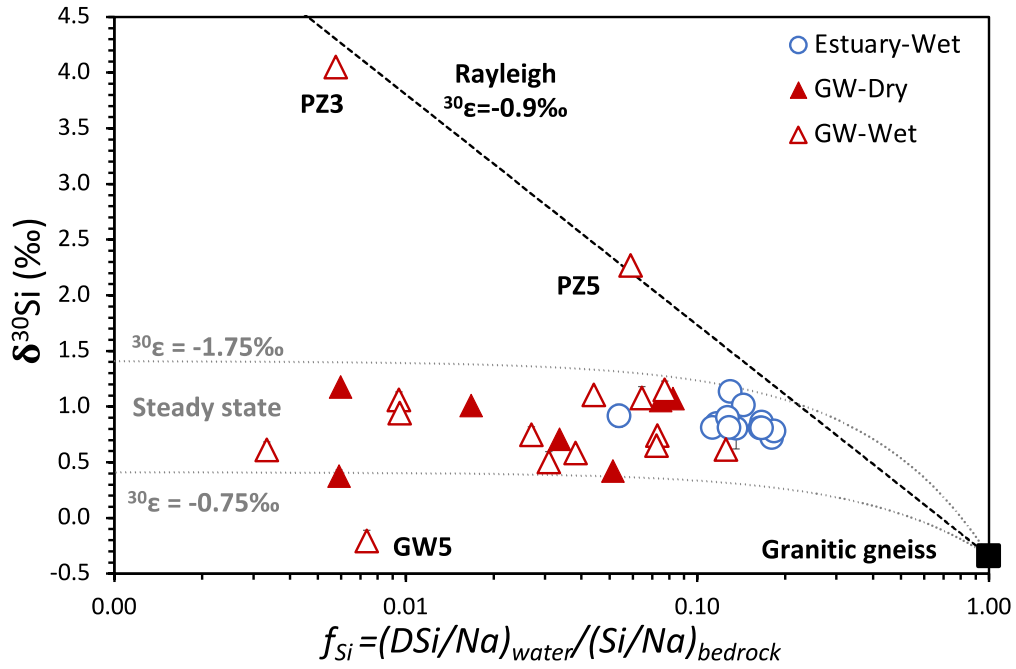 4.5
4.0
3.5
3.0
2.5
2.0
1.5
1.0
0.5
0.0
-0.5
δ³⁰Si (‰)
Estuary-Wet
GW-Dry
GW-Wet
Rayleigh
³⁰ε=-0.9‰
PZ3
PZ5
³⁰ε = -1.75‰
Steady state
³⁰ε = -0.75‰
GW5
Granitic gneiss
0.00 0.01 0.10 1.00
f_Si =(DSi/Na)_water/(Si/Na)_bedrock